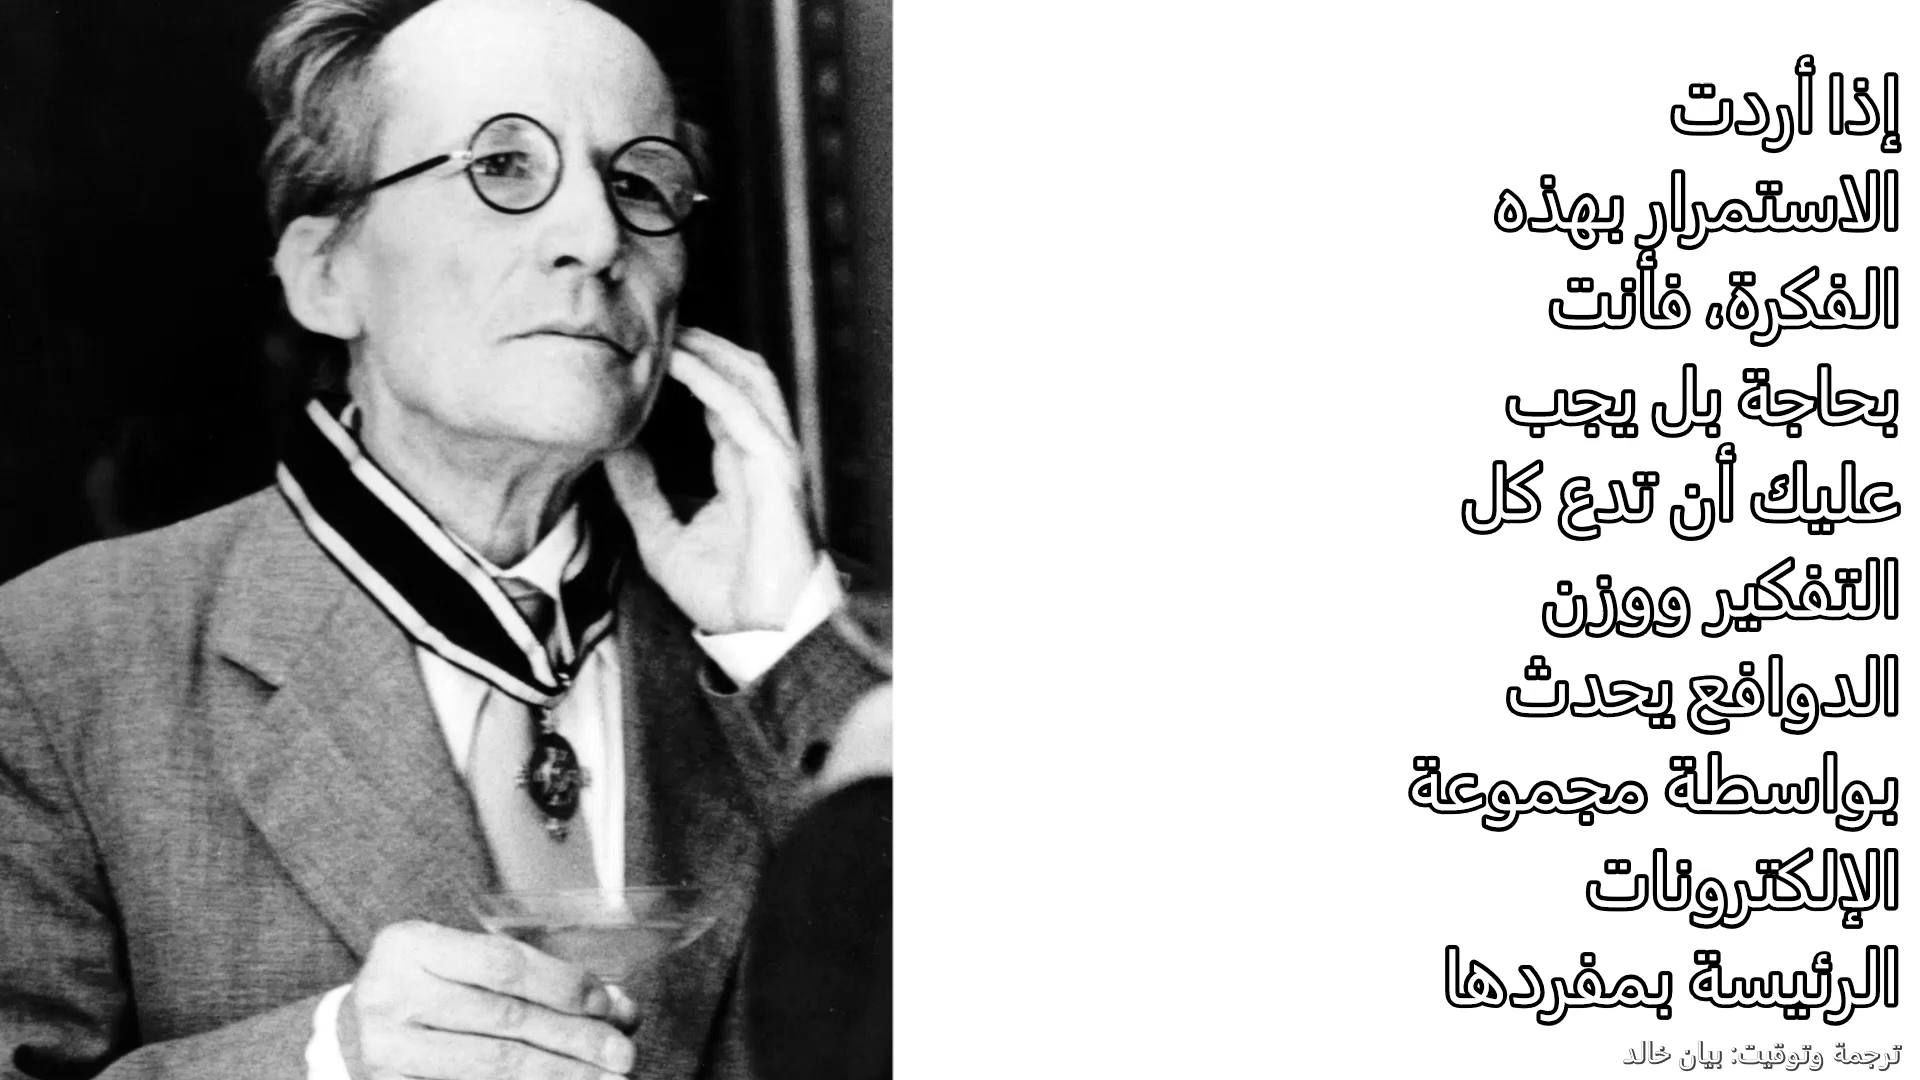 إذا أردت
الاستمرار بهذه
الفكرة، فأنت
بحاجة بل يجب
عليك أن تدع كل
التفكير ووزن
الدوافع يحدث
بواسطة مجموعة
الإلكترونات
الرئيسة بمفردها
ترجمة وتوقيت: بيان خالد